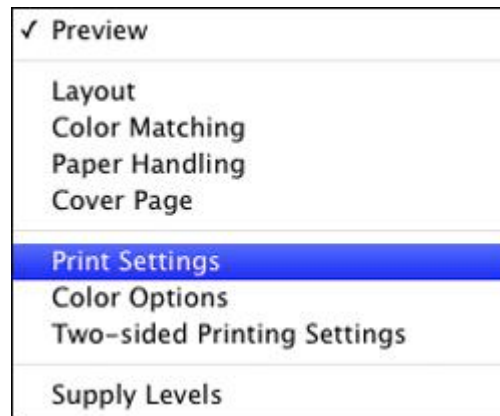 ✓ Preview
Layout
Color Matching
Paper Handling
Cover Page
Print Settings
Color Options
Two-sided Printing Settings
Supply Levels